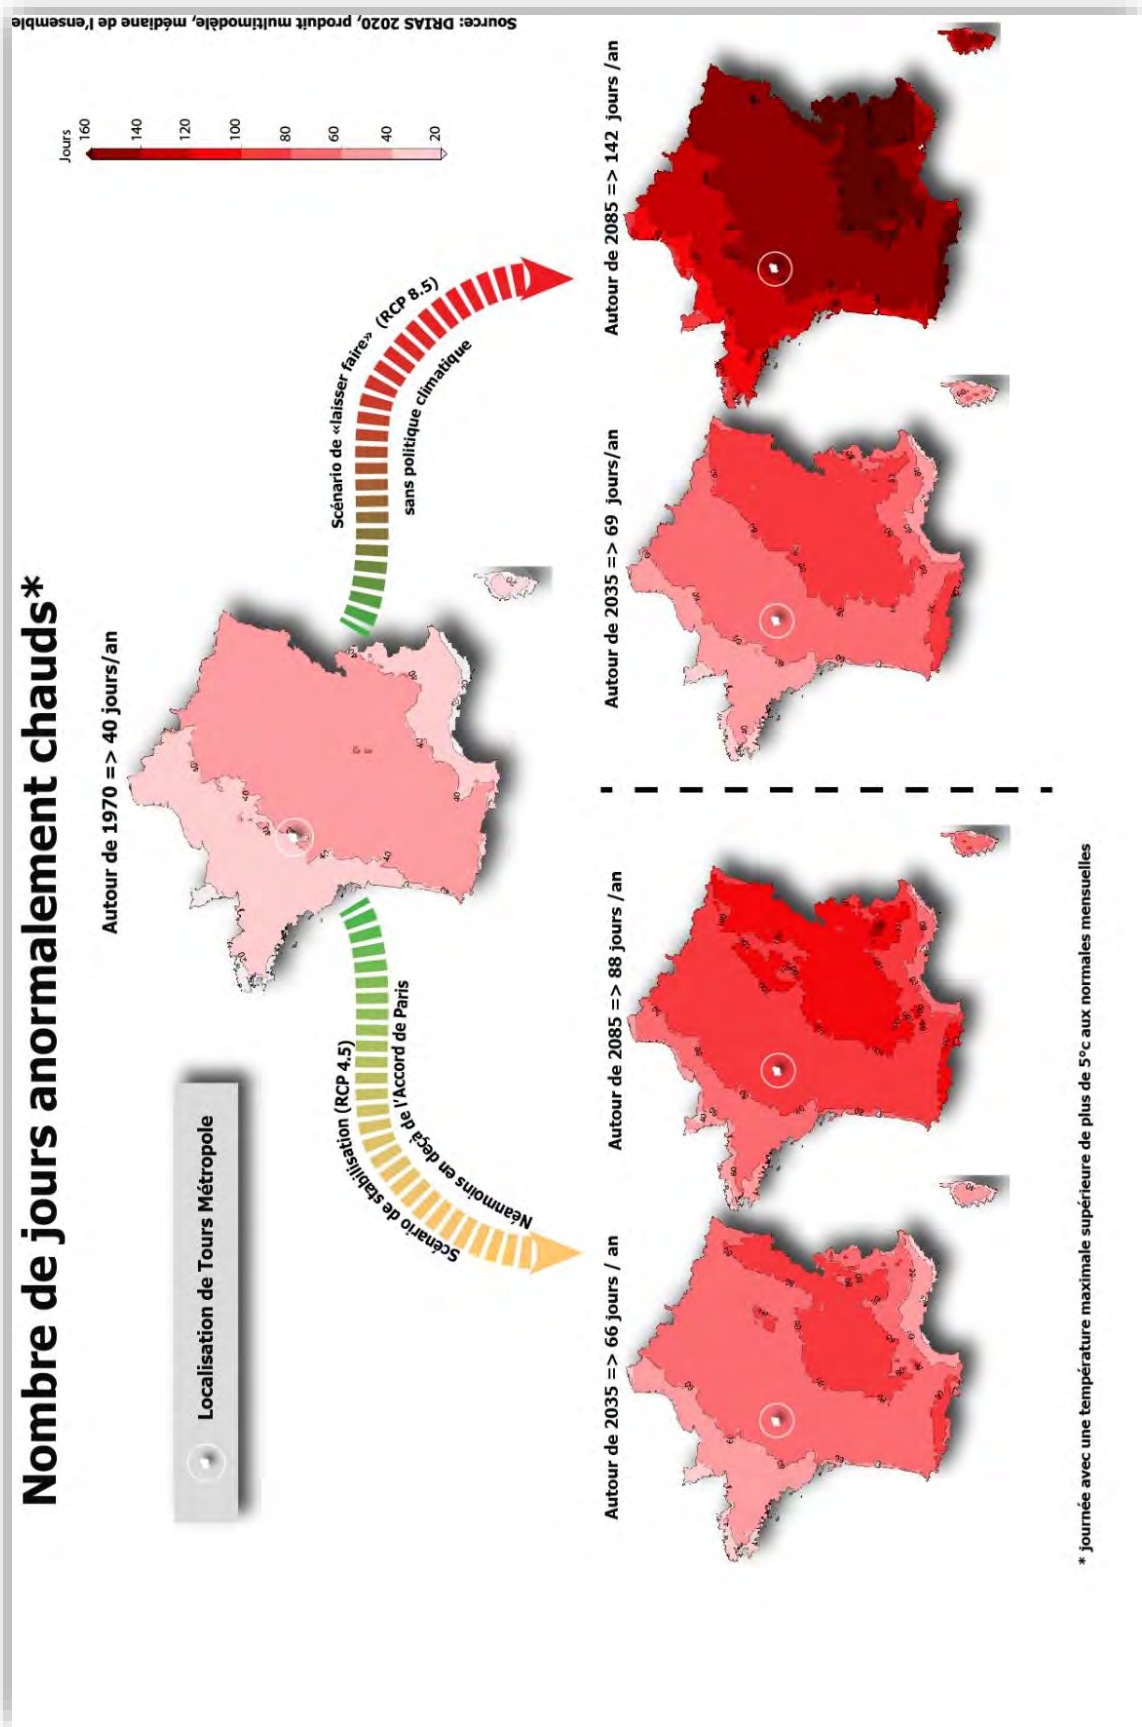 Nombre de jours anormalement chauds*
Localisation de Tours Métropole
Autour de 1970 => 40 jours/an
Jours
160
140
120
100
80
60
40
20
Source: DRIAS 2020, produit multimodèle, médiane de l'ensemble
Scénario de stabilisation (RCP 4.5)
Néanmoins en deçà de l'Accord de Paris
Scénario de «laisser faire» (RCP 8.5)
sans politique climatique
Autour de 2035 => 66 jours / an
Autour de 2085 => 88 jours / an
Autour de 2035 => 69 jours/an
Autour de 2085 => 142 jours /an
* journée avec une température maximale supérieure de plus de 5°c aux normales mensuelles